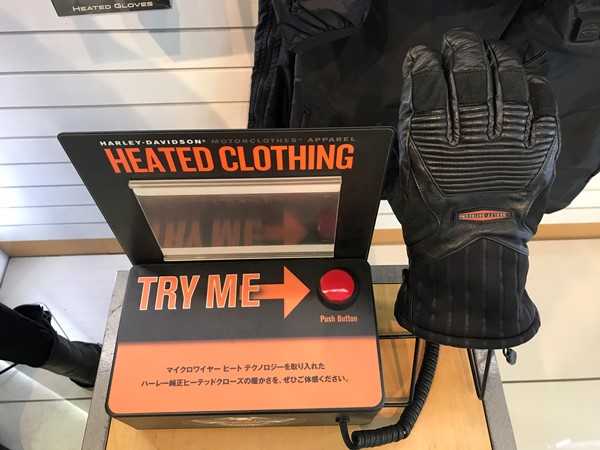 HEATED GLOVES
HARLEY-DAVIDSON® MOTORCLOTHES® APPAREL
HEATED CLOTHING
TRY ME
TRY ME
Push Button
マイクロワイヤー ヒート テクノロジーを取り入れた
ハーレー純正ヒーテッドクローズの暖かさを、ぜひご体感ください。